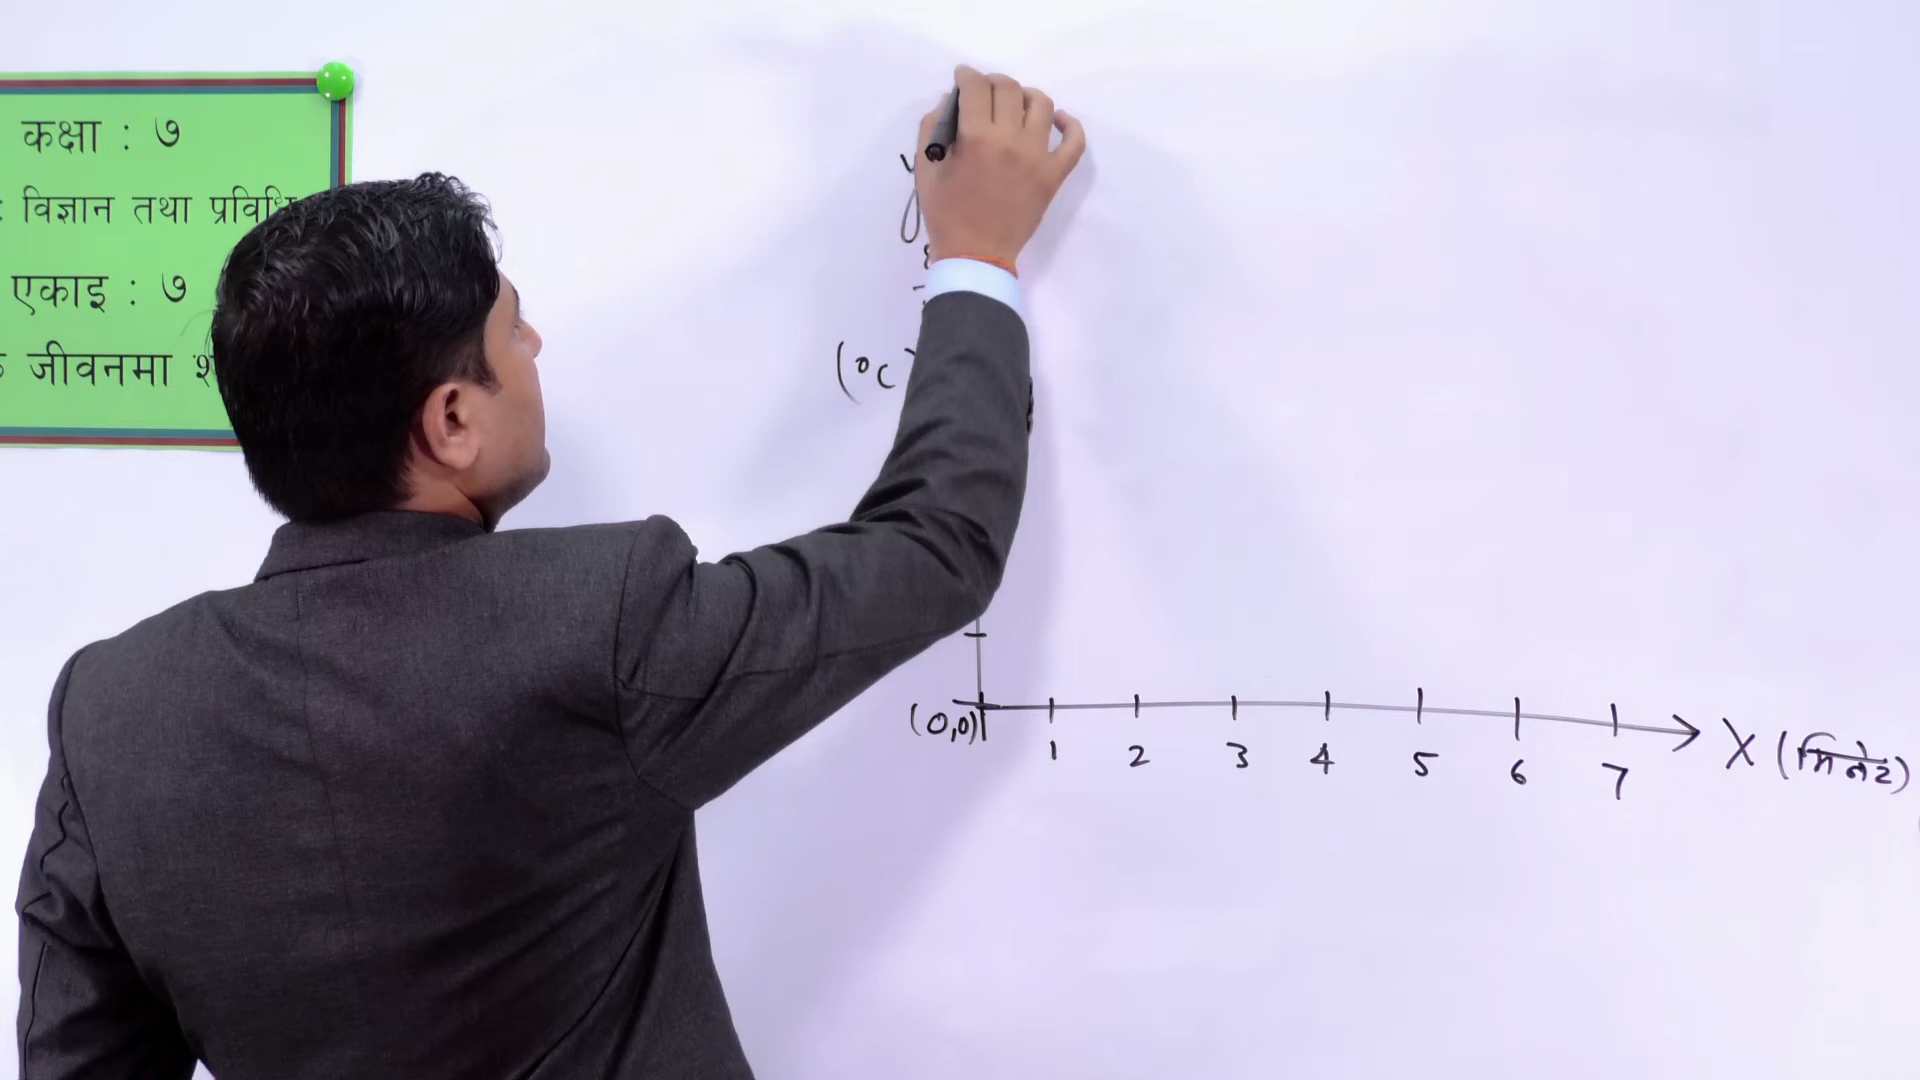 कक्षा : ७
: विज्ञान तथा प्रविधि
एकाइ : ७
जीवनमा
y
(°C)
(0,0)
1 2 3 4 5 6 7
X (मिनेट)